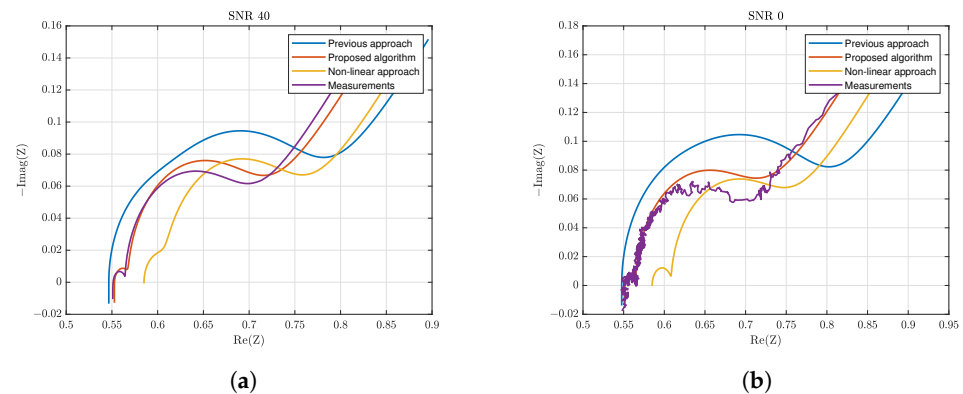 SNR 40
0.16
0.14
0.12
0.1
0.08
0.06
0.04
0.02
0
−0.02
−Imag(Z)
0.5
0.55
0.6
0.65
0.7
0.75
0.8
0.85
0.9
Re(Z)
Previous approach
Proposed algorithm
Non-linear approach
Measurements
(a)
SNR 0
0.18
0.16
0.14
0.12
0.1
0.08
0.06
0.04
0.02
0
−0.02
−Imag(Z)
0.5
0.55
0.6
0.65
0.7
0.75
0.8
0.85
0.9
0.95
Re(Z)
Previous approach
Proposed algorithm
Non-linear approach
Measurements
(b)